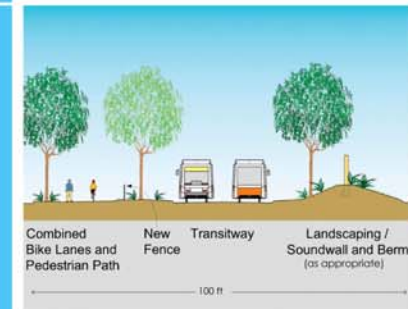 Combined
Bike Lanes and
Pedestrian Path
New
Fence
Transitway
Landscaping /
Soundwall and Berm
(as appropriate)
100 ft